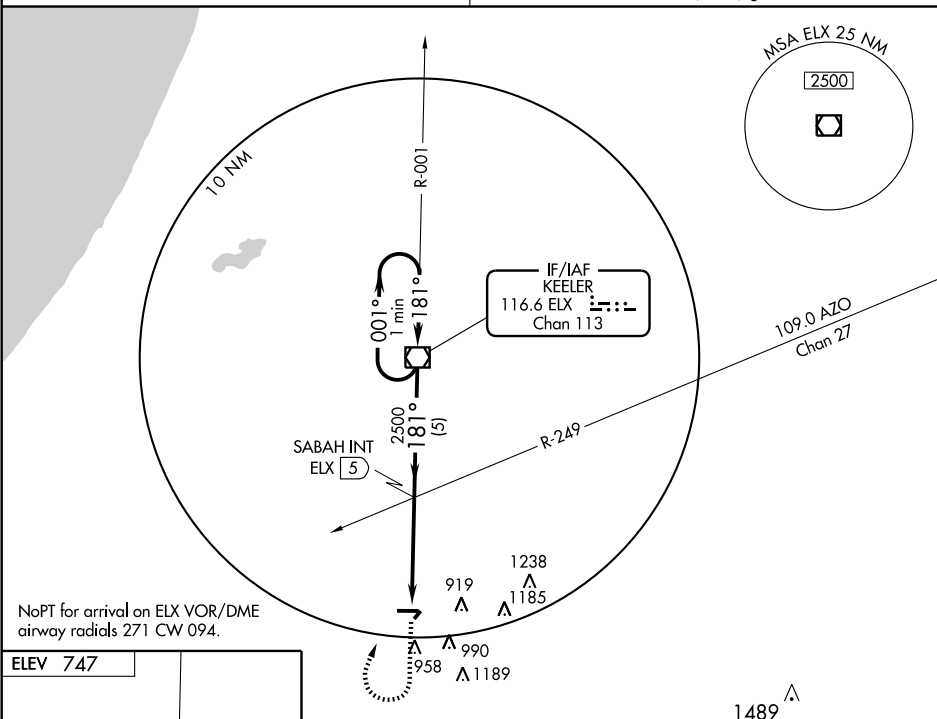 MSA ELX 25 NM
2500
10 NM
R-001
IF/IAF
KEELER
116.6 ELX
Chan 113
001°
1 min
181°
109.0 AZO
Chan 27
2500
181°
(5)
R-249
SABAH INT
ELX 5
1238
919
1185
NoPT for arrival on ELX VOR/DME
airway radials 271 CW 094.
990
958
1189
ELEV 747
1489